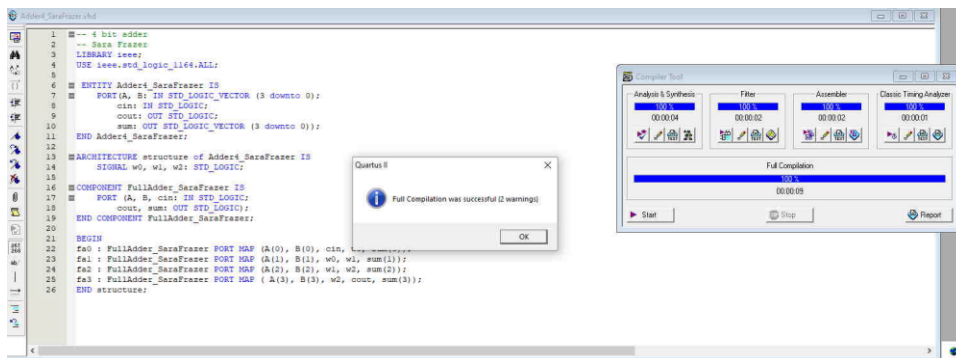 Adder4_SaraFrazer.vhd
1 -- 4 bit adder
2 -- Sara Frazer
3 LIBRARY ieee;
4 USE ieee.std_logic_1164.ALL;
5
6 ENTITY Adder4_SaraFrazer IS
7 PORT(A, B: IN STD_LOGIC_VECTOR (3 downto 0);
8 cin: IN STD_LOGIC;
9 cout: OUT STD_LOGIC;
10 sum: OUT STD_LOGIC_VECTOR (3 downto 0));
11 END Adder4_SaraFrazer;
12
13 ARCHITECTURE structure of Adder4_SaraFrazer IS
14 SIGNAL w0, w1, w2: STD_LOGIC;
15
16 COMPONENT FullAdder_SaraFrazer IS
17 PORT (A, B, cin: IN STD_LOGIC;
18 cout, sum: OUT STD_LOGIC);
19 END COMPONENT FullAdder_SaraFrazer;
20
21 BEGIN
22 fa0 : FullAdder_SaraFrazer PORT MAP (A(0), B(0), cin,
23 fa1 : FullAdder_SaraFrazer PORT MAP (A(1), B(1), w0, w1, sum(1));
24 fa2 : FullAdder_SaraFrazer PORT MAP (A(2), B(2), w1, w2, sum(2));
25 fa3 : FullAdder_SaraFrazer PORT MAP ( A(3), B(3), w2, cout, sum(3));
26 END structure;
Quartus II
Full Compilation was successful (2 warnings)
OK
Compiler Tool
Analysis & Synthesis Fitter Assembler Classic Timing Analyzer
100 % 100 % 100 % 100 %
00:00:04 00:00:02 00:00:02 00:00:01
Full Compilation
100 %
00:00:09
Start Stop Report